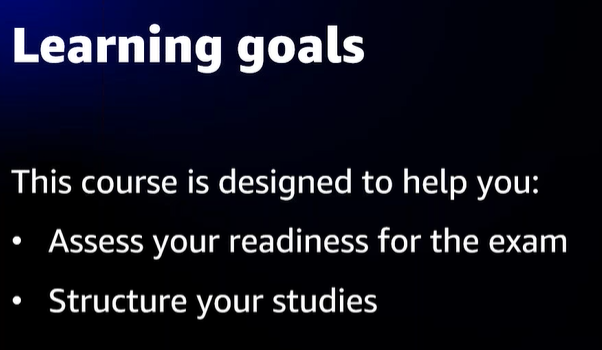 Learning goals
This course is designed to help you:
• Assess your readiness for the exam
• Structure your studies